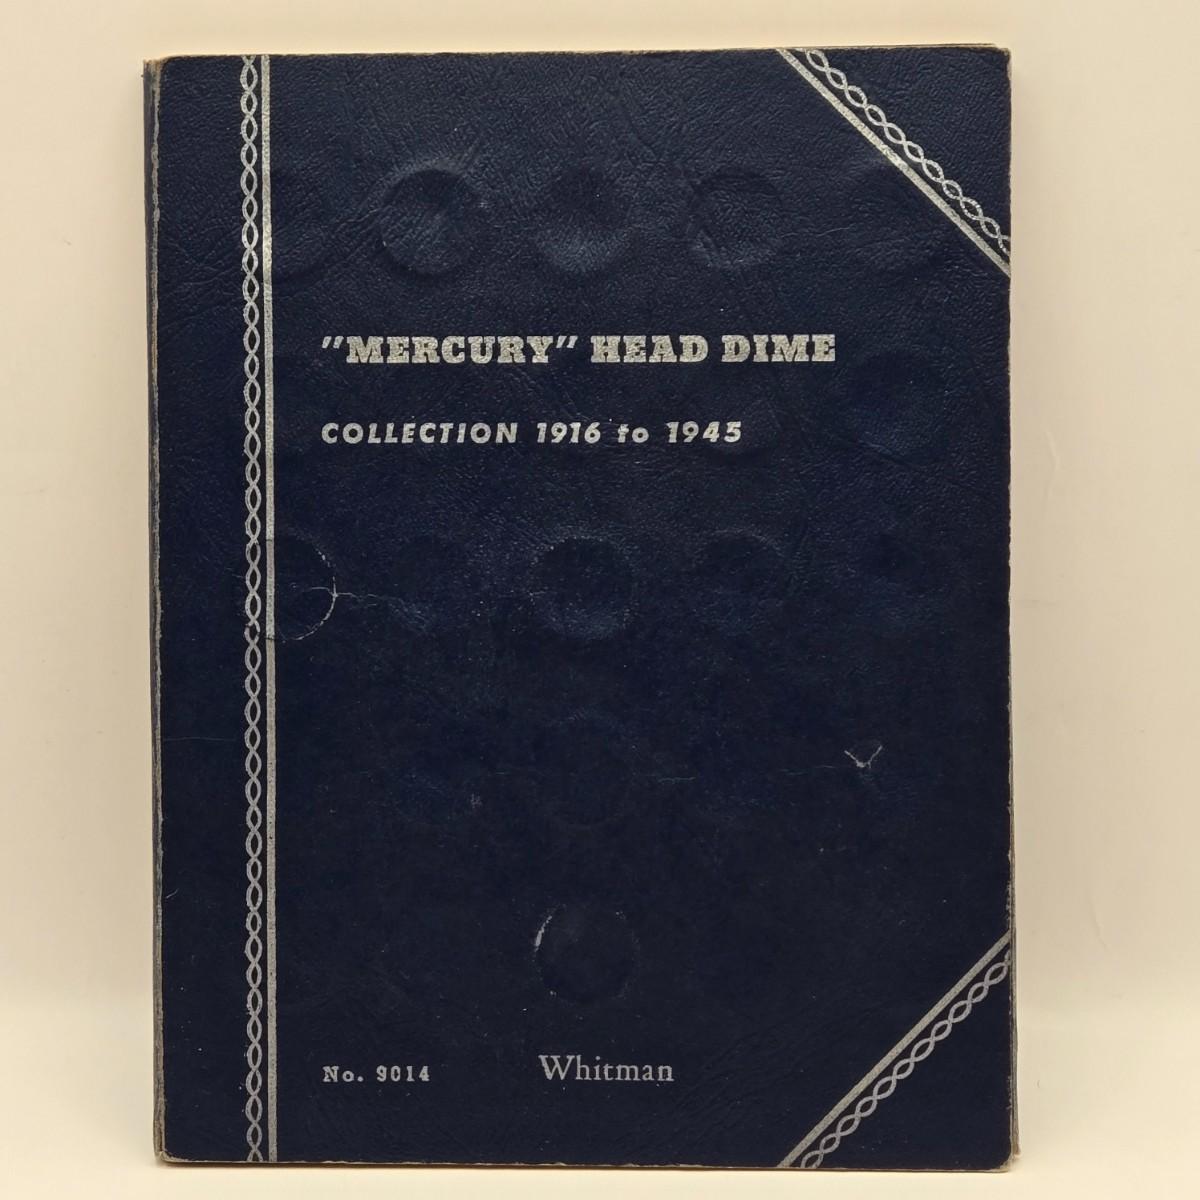 "MERCURY" HEAD DIME
COLLECTION 1916 to 1945
No. 9014
Whitman